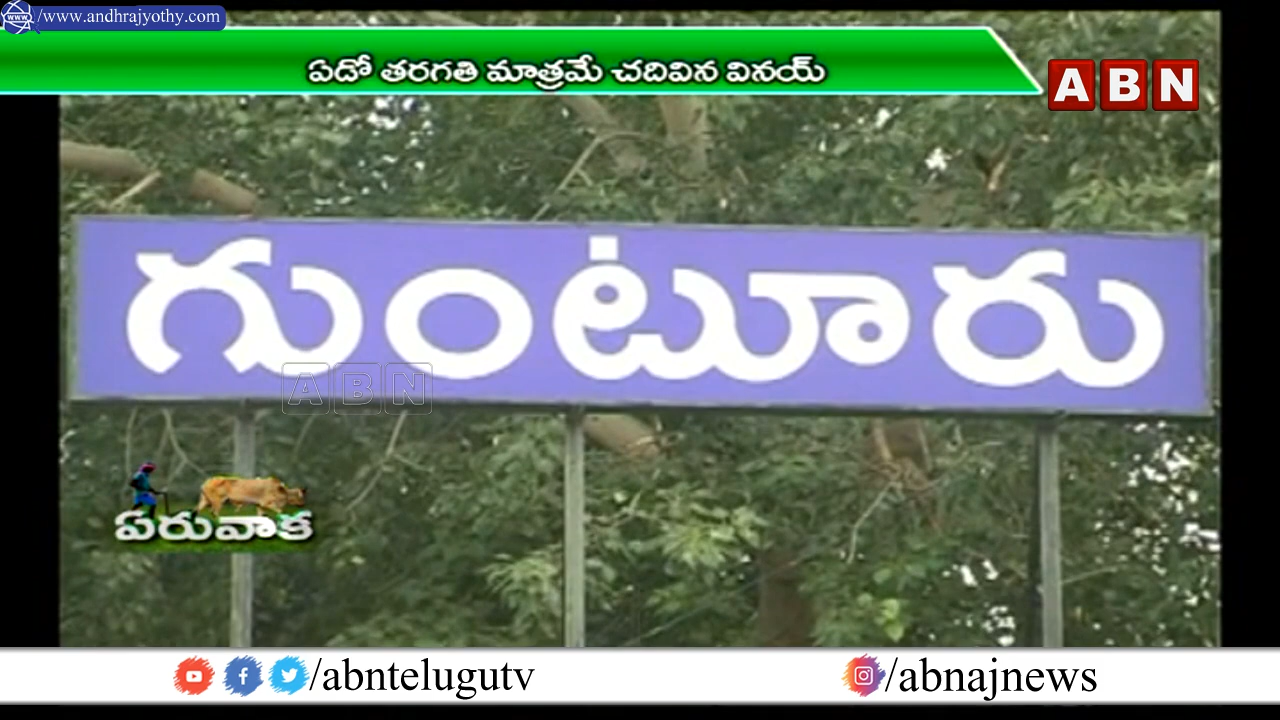 www.andhrajyothy.com
ఏడో తరగతి మాత్రమే చదివిన వినయ్
ABN
గుంటూరు
ABN
ఏరువాక
/abntelugutv
/abnajnews